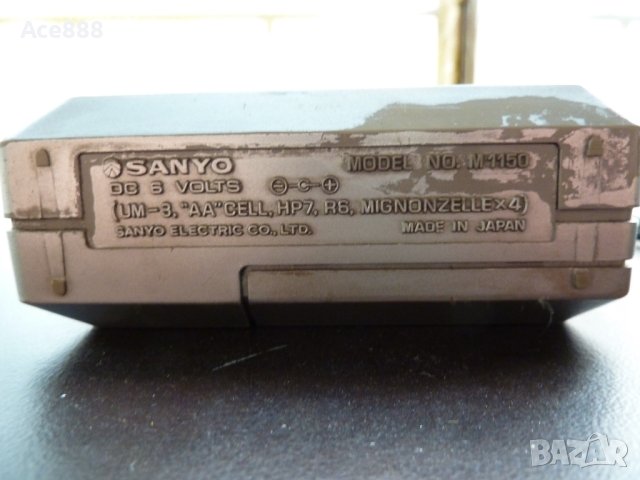 Ace888
SANYO MODEL NO. M1150
DC 6 VOLTS
(UM-3, "AA" CELL, HP7, R6, MIGNONZELLE×4)
SANYO ELECTRIC CO., LTD. MADE IN JAPAN
BAZAR